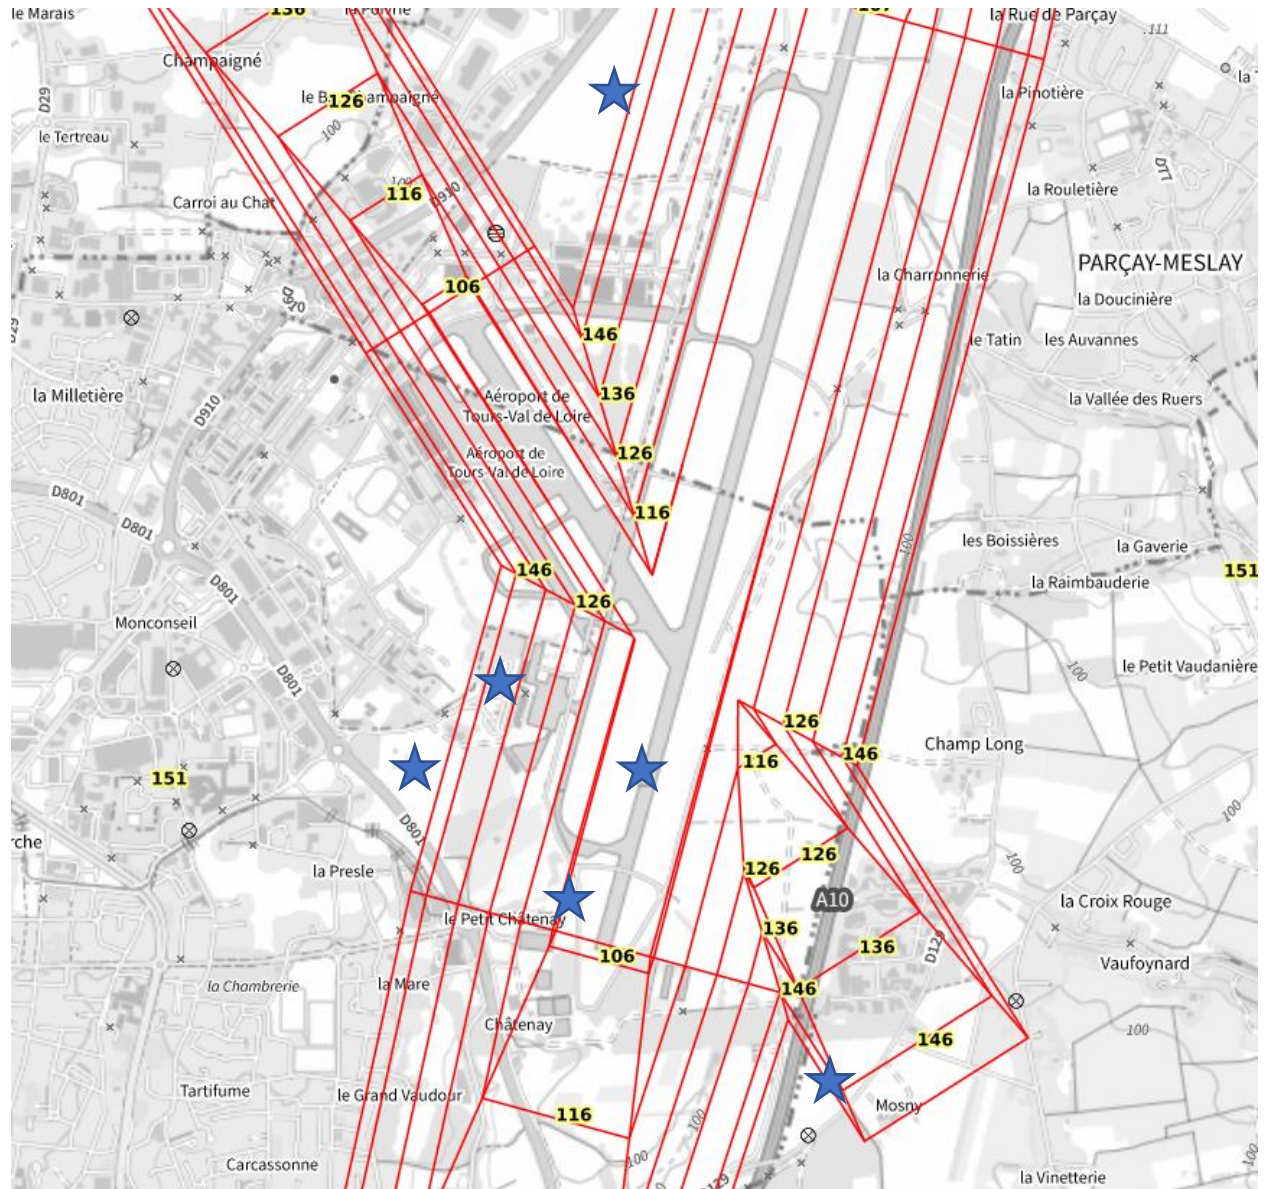 le Marais
136
la Rue de Parçay
111
Champaigné
le
126
la Pinotière
D29
100
le Tertreau
D77
116
D910
la Rouletière
Carroi au Chat
PARÇAY-MESLAY
la Charronnerie
106
D910
la Doucinière
D29
146
le Tatin
les Auvannes
la Milletière
Aéroport de
Tours-Val de Loire
136
la Vallée des Ruers
D910
126
Aéroport de
Tours-Val de Loire
D801
D801
116
100
les Boissières
la Gaverie
146
151
D801
126
la Raimbauderie
Monconseil
D801
100
le Petit Vaudanière
126
Champ Long
146
116
151
100
D801
126
126
100
la Presle
A10
la Croix Rouge
le Petit Châtenay
136
136
D129
106
Vaufoynard
la Chambrerie
la Mare
146
Châtenay
146
100
Tartifume
le Grand Vaudour
Mosny
116
100
100
100
Carcassonne
D129
la Vinetterie